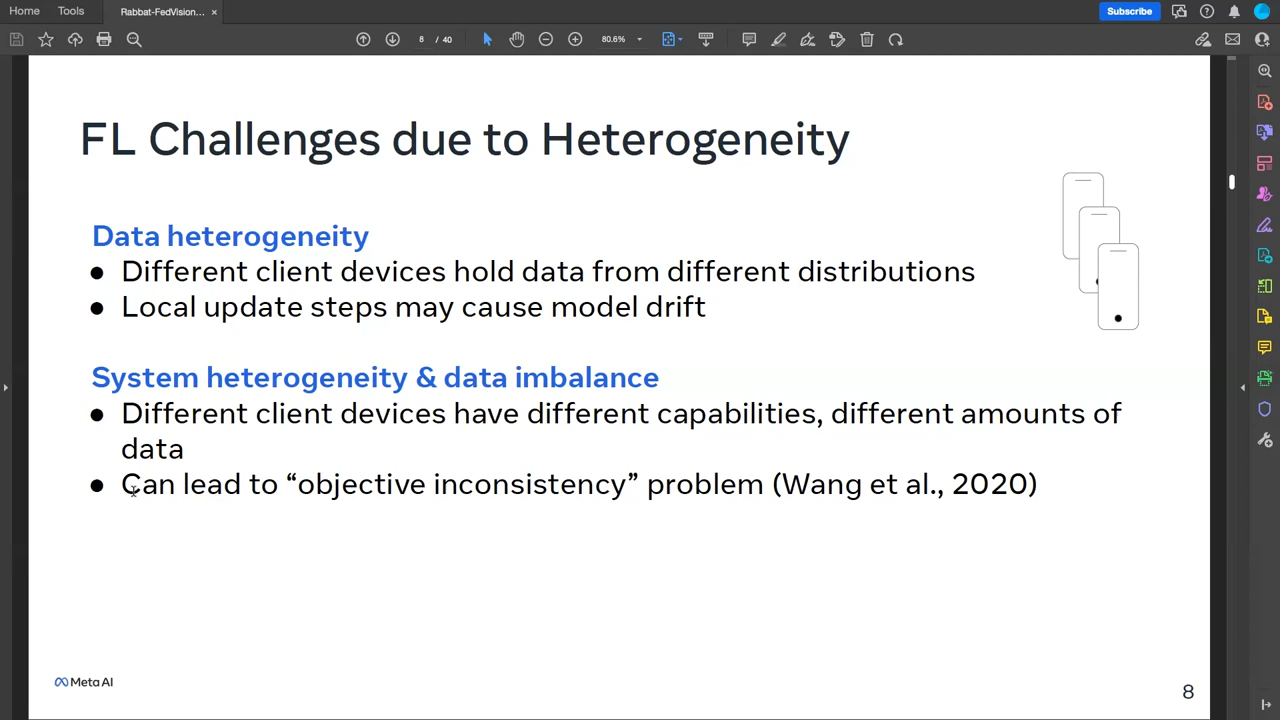 Home Tools Rabbat-FedVision... × Subscribe
8 / 40 80.6%
FL Challenges due to Heterogeneity
Data heterogeneity
● Different client devices hold data from different distributions
● Local update steps may cause model drift
System heterogeneity & data imbalance
● Different client devices have different capabilities, different amounts of
data
● Can lead to “objective inconsistency” problem (Wang et al., 2020)
Meta AI
8